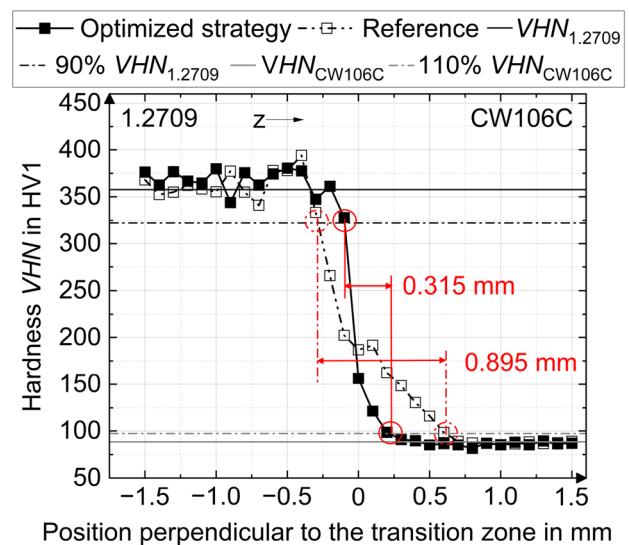 Optimized strategy Reference VHN1.2709
90% VHN1.2709 VHNCW106C 110% VHNCW106C
450
1.2709 z CW106C
400
350
300
250
0.315 mm
200
150
0.895 mm
100
50
Hardness VHN in HV1
−1.5 −1.0 −0.5 0 0.5 1.0 1.5
Position perpendicular to the transition zone in mm